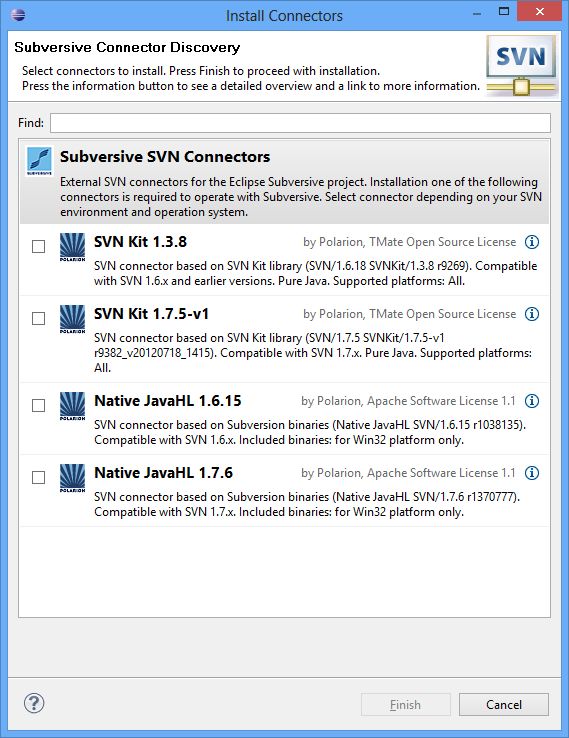 Install Connectors
Subversive Connector Discovery
Select connectors to install. Press Finish to proceed with installation.
Press the information button to see a detailed overview and a link to more information.
SVN
Find:
SUBVERSIVE
Subversive SVN Connectors
External SVN connectors for the Eclipse Subversive project. Installation one of the following
connectors is required to operate with Subversive. Select connector depending on your SVN
environment and operation system.
POLARION
SVN Kit 1.3.8
by Polarion, TMate Open Source License
SVN connector based on SVN Kit library (SVN/1.6.18 SVNKit/1.3.8 r9269). Compatible
with SVN 1.6.x and earlier versions. Pure Java. Supported platforms: All.
POLARION
SVN Kit 1.7.5-v1
by Polarion, TMate Open Source License
SVN connector based on SVN Kit library (SVN/1.7.5 SVNKit/1.7.5-v1
r9382_v20120718_1415). Compatible with SVN 1.7.x. Pure Java. Supported platforms:
All.
POLARION
Native JavaHL 1.6.15
by Polarion, Apache Software License 1.1
SVN connector based on Subversion binaries (Native JavaHL SVN/1.6.15 r1038135).
Compatible with SVN 1.6.x. Included binaries: for Win32 platform only.
POLARION
Native JavaHL 1.7.6
by Polarion, Apache Software License 1.1
SVN connector based on Subversion binaries (Native JavaHL SVN/1.7.6 r1370777).
Compatible with SVN 1.7.x. Included binaries: for Win32 platform only.
?
Finish
Cancel